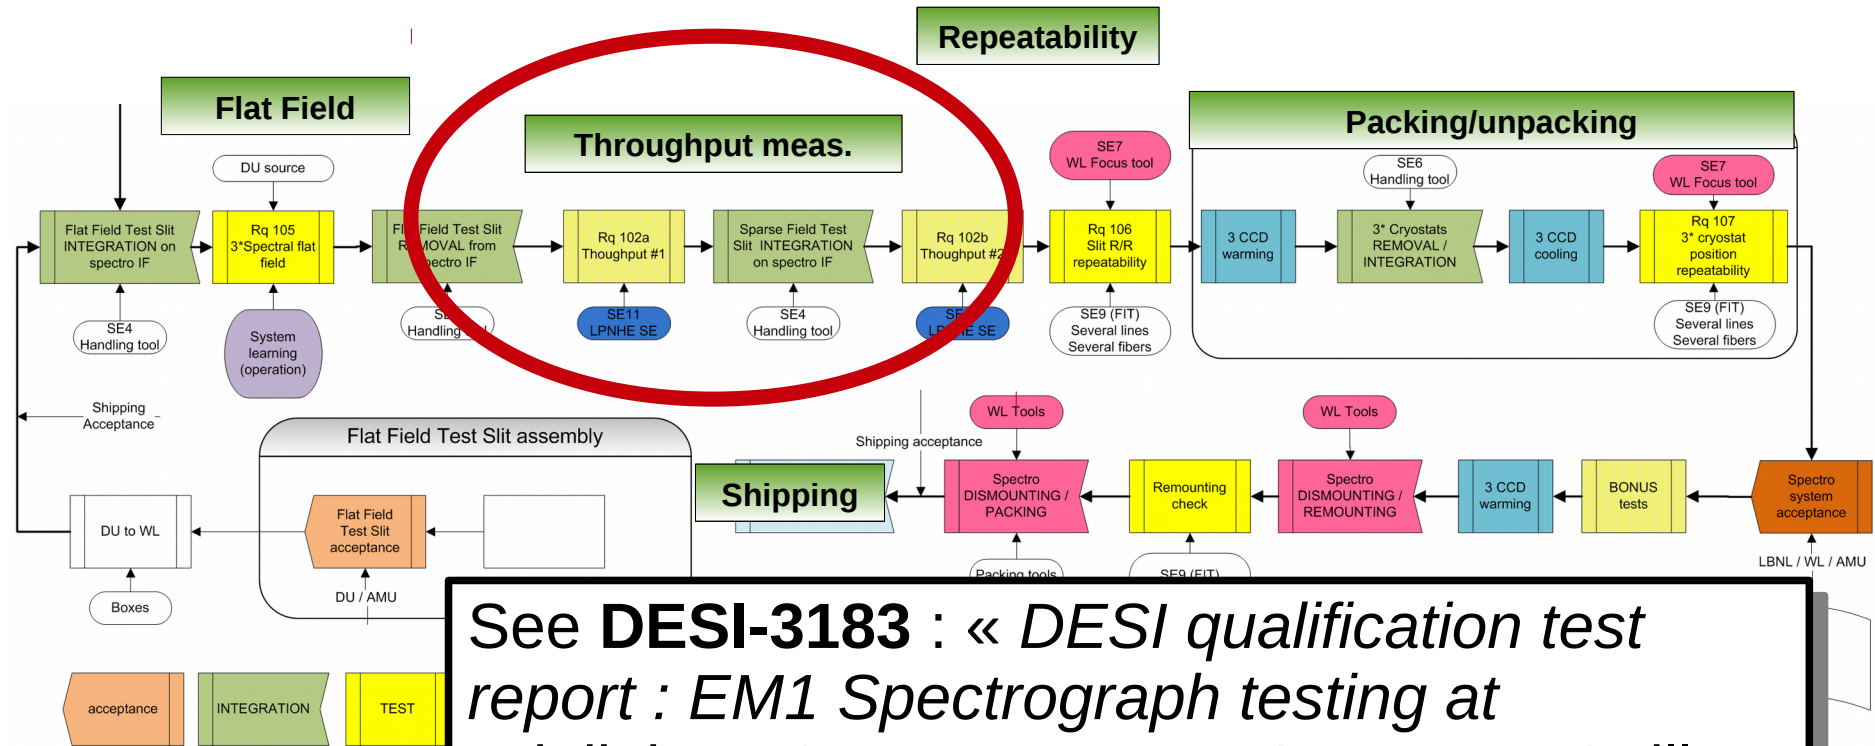 Repeatability
Flat Field
Throughput meas.
Packing/unpacking
DU source
SE7
WL Focus tool
SE6
Handling tool
SE7
WL Focus tool
Flat Field Test Slit
INTEGRATION on
spectro IF
Rq 105
3*Spectral flat
field
Field Test Slit
from
spectro IF
Rq 102a
Thoughput #1
Sparse Field Test
Slit INTEGRATION
on spectro IF
Rq 102b
Thoughput #2
Rq 106
Slit R/R
repeatability
3 CCD
warming
3* Cryostats
REMOVAL /
INTEGRATION
3 CCD
cooling
Rq 107
3* cryostat
position
repeatability
SE4
Handling tool
System
learning
(operation)
Handling
SE11
LPNHE SE
SE4
Handling tool
SE
SE9 (FIT)
Several lines
Several fibers
SE9 (FIT)
Several lines
Several fibers
Shipping
Acceptance
Flat Field Test Slit assembly
WL Tools
WL Tools
Shipping acceptance
Shipping
Spectro
DISMOUNTING /
PACKING
Remounting
check
Spectro
DISMOUNTING /
REMOUNTING
3 CCD
warming
BONUS
tests
Spectro
system
acceptance
DU to WL
Flat Field
Test Slit
acceptance
LBNL / WL / AMU
Packing tools
SE9 (FIT)
Boxes
DU / AMU
See DESI-3183 : « DESI qualification test
report : EM1 Spectrograph testing at
acceptance
INTEGRATION
TEST